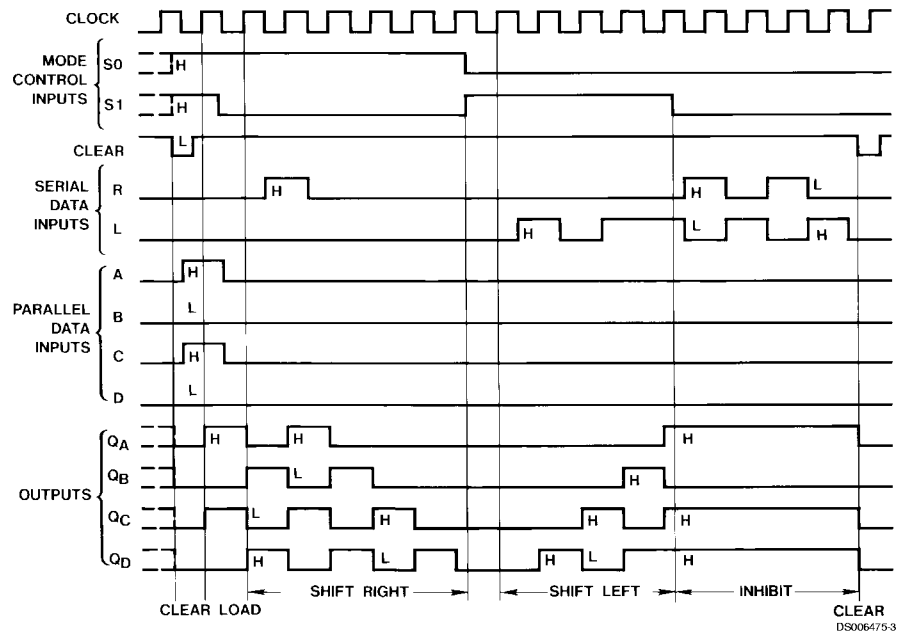 CLOCK
MODE CONTROL INPUTS
S0 H
S1 H
CLEAR L
SERIAL DATA INPUTS
R H H L
L H L H
PARALLEL DATA INPUTS
A H
B L
C H
D L
OUTPUTS
QA H H H
QB L H
QC L H H H
QD H L H L H
SHIFT RIGHT SHIFT LEFT INHIBIT
CLEAR LOAD CLEAR
DS006475-3